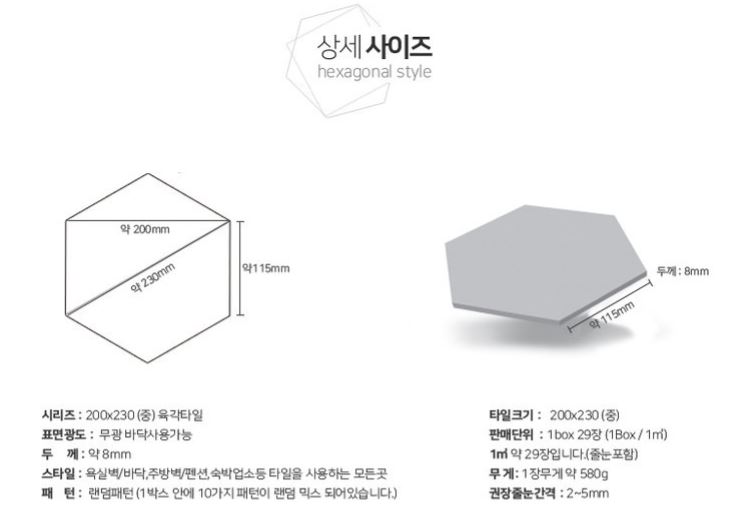 상세 사이즈
hexagonal style
약 200mm
약 230mm
약115mm
두께 : 8mm
약 115mm
시리즈 : 200x230 (중) 육각타일
표면광도 : 무광 바닥사용가능
두 께 : 약 8mm
스타일 : 욕실벽/바닥,주방벽/펜션,숙박업소등 타일을 사용하는 모든곳
패 턴 : 랜덤패턴 (1박스 안에 10가지 패턴이 랜덤 믹스 되어있습니다.)
타일크기 : 200x230 (중)
판매단위 : 1box 29장 (1Box / 1㎡)
1㎡ 약 29장입니다.(줄눈포함)
무게: 1장무게 약 580g
권장줄눈간격 : 2~5mm